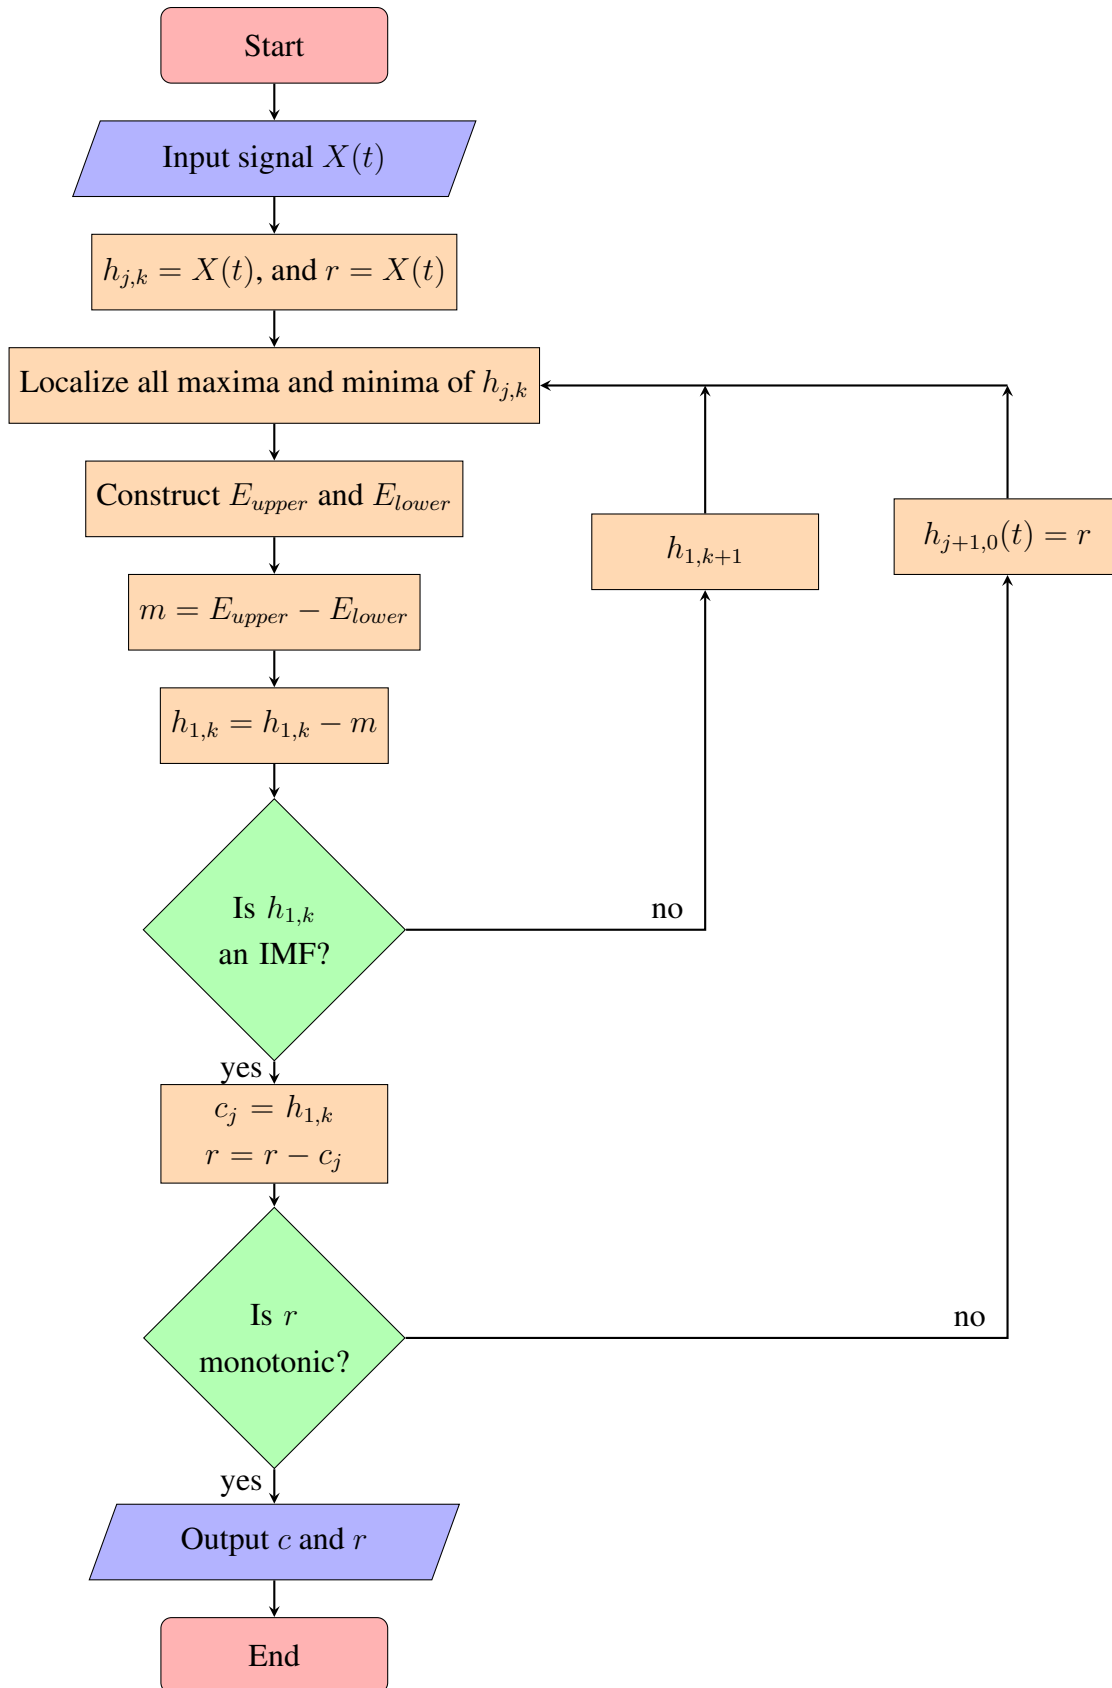 Start
Input signal $X(t)$
$h_{j,k} = X(t)$, and $r = X(t)$
Localize all maxima and minima of $h_{j,k}$
Construct $E_{upper}$ and $E_{lower}$
$m = E_{upper} - E_{lower}$
$h_{1,k} = h_{1,k} - m$
Is $h_{1,k}$
an IMF?
no
$h_{1,k+1}$
yes
$c_j = h_{1,k}$
$r = r - c_j$
Is $r$
monotonic?
no
$h_{j+1,0}(t) = r$
yes
Output $c$ and $r$
End